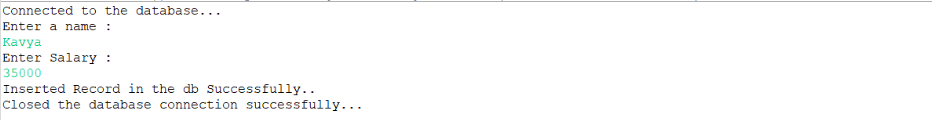 Connected to the database...
Enter a name :
Kavya
Enter Salary :
35000
Inserted Record in the db Successfully..
Closed the database connection successfully...